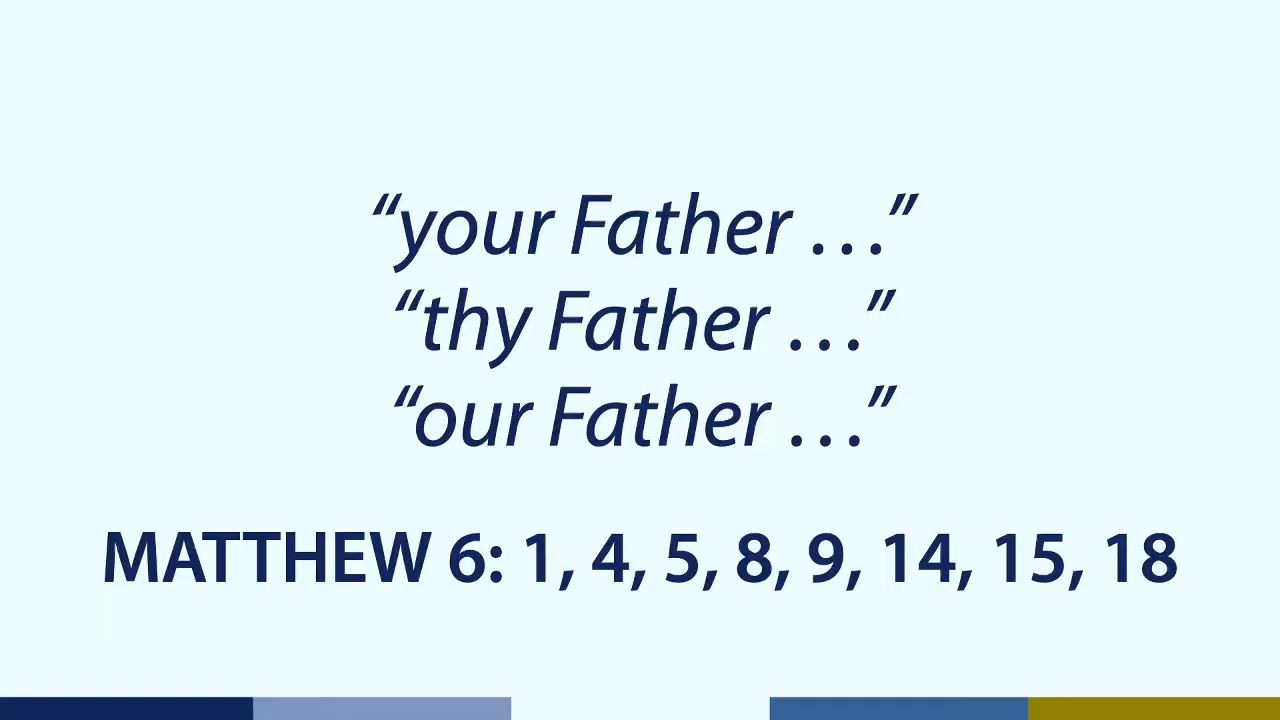 “your Father …”
“thy Father …”
“our Father …”
MATTHEW 6: 1, 4, 5, 8, 9, 14, 15, 18